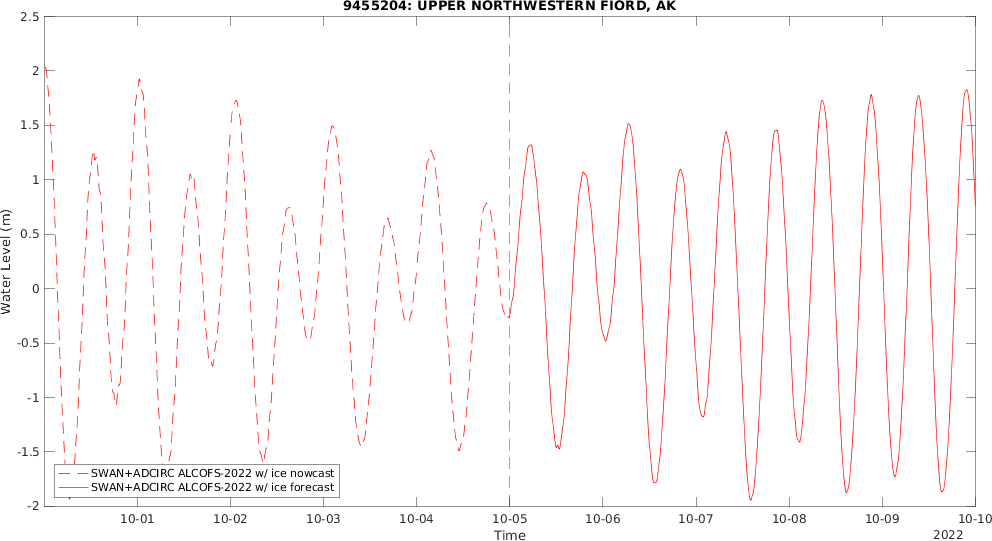 9455204: UPPER NORTHWESTERN FIORD, AK
2.5
2
1.5
1
0.5
0
-0.5
-1
-1.5
-2
Water Level (m)
SWAN+ADCIRC ALCOFS-2022 w/ ice nowcast
SWAN+ADCIRC ALCOFS-2022 w/ ice forecast
10-01 10-02 10-03 10-04 10-05 10-06 10-07 10-08 10-09 10-10
Time
2022